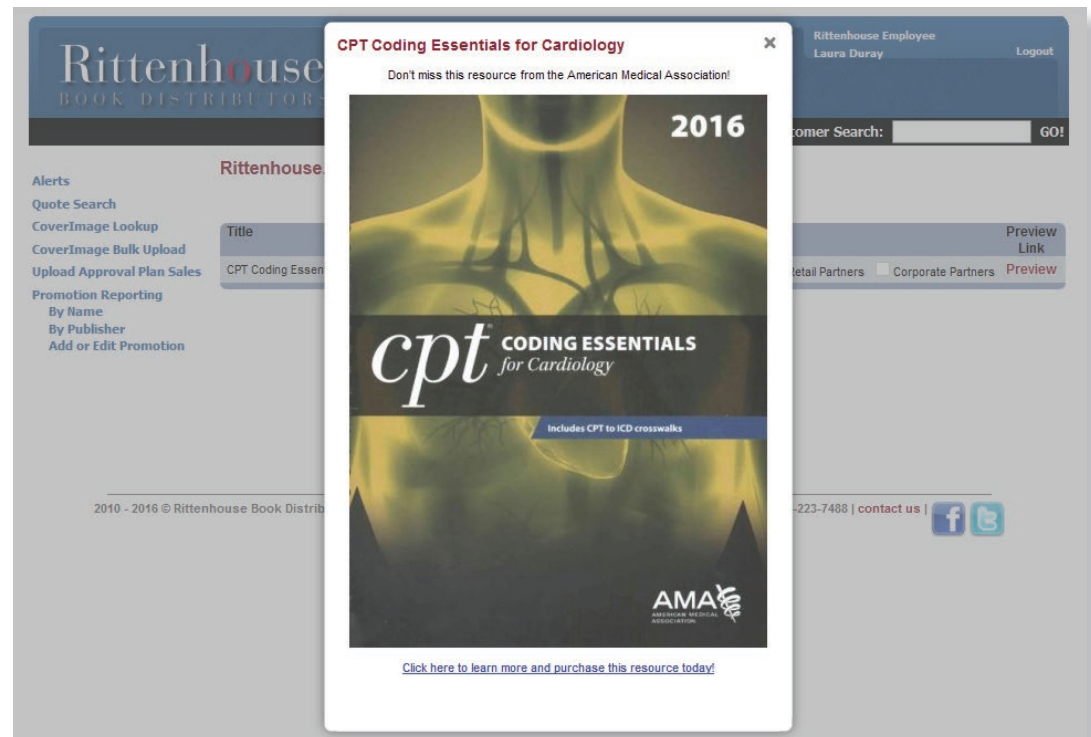 Rittenhouse
BOOK DISTRIBUTORS
Rittenhouse Employee
Laura Duray
Logout
tomer Search:
GO!
CPT Coding Essentials for Cardiology
Don't miss this resource from the American Medical Association!
2016
cpt
CODING ESSENTIALS
for Cardiology
Includes CPT to ICD crosswalks
AMA
AMERICAN MEDICAL
ASSOCIATION
Click here to learn more and purchase this resource today!
Alerts
Quote Search
CoverImage Lookup
CoverImage Bulk Upload
Upload Approval Plan Sales
Promotion Reporting
By Name
By Publisher
Add or Edit Promotion
Rittenhouse.
Title
Preview
Link
CPT Coding Essen
etail Partners
Corporate Partners
Preview
2010 - 2016 © Rittenhouse Book Distrib
-223-7488 | contact us |